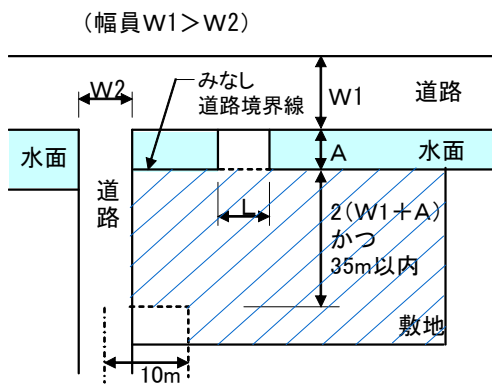 （幅員W1＞W2）
W2
みなし
道路境界線
W1
道路
水面
A
水面
道路
L
2（W1＋A）
かつ
35m以内
敷地
10m